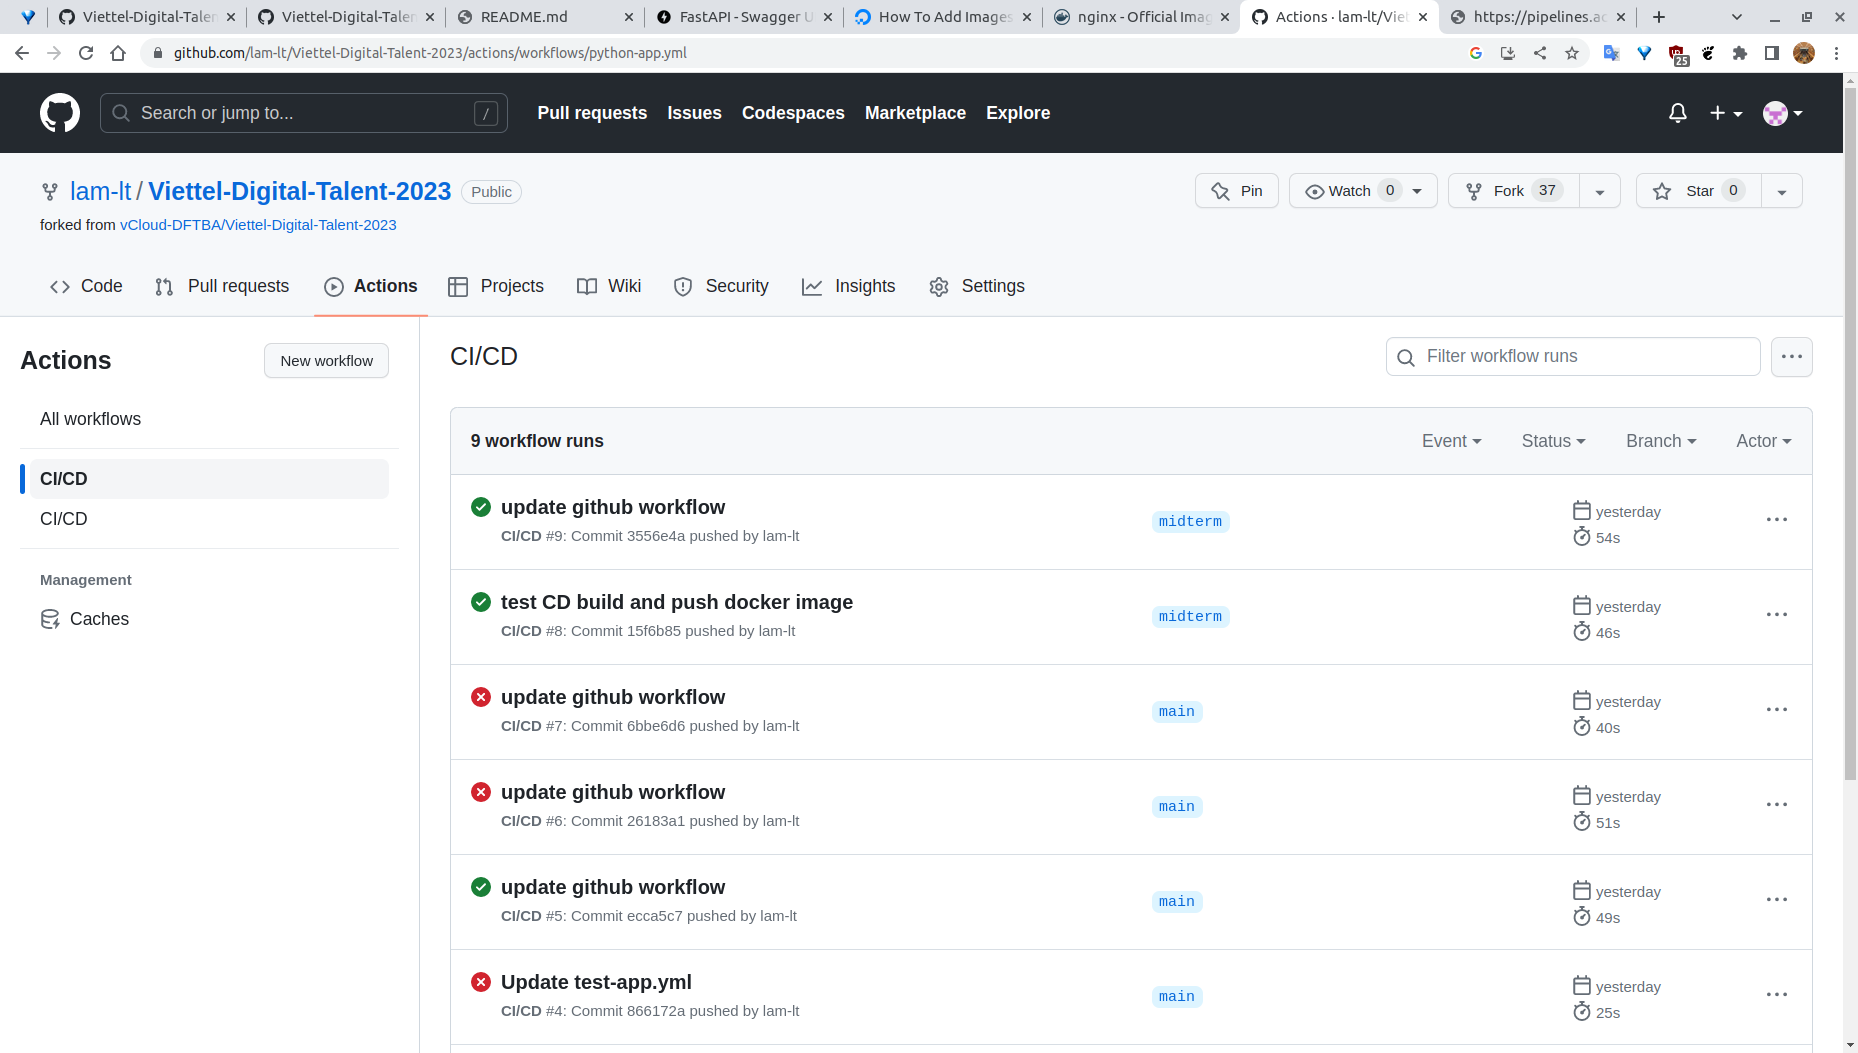 Viettel-Digital-Talen
Viettel-Digital-Talen
README.md
FastAPI - Swagger U
How To Add Images
nginx - Official Imag
Actions · lam-lt/Viet
https://pipelines.ac
github.com/lam-lt/Viettel-Digital-Talent-2023/actions/workflows/python-app.yml
25
Search or jump to...
/
Pull requests
Issues
Codespaces
Marketplace
Explore
lam-lt / Viettel-Digital-Talent-2023
Public
Pin
Watch 0
Fork 37
Star 0
forked from vCloud-DFTBA/Viettel-Digital-Talent-2023
Code
Pull requests
Actions
Projects
Wiki
Security
Insights
Settings
Actions
New workflow
All workflows
CI/CD
CI/CD
Management
Caches
CI/CD
Filter workflow runs
9 workflow runs
Event
Status
Branch
Actor
update github workflow
CI/CD #9: Commit 3556e4a pushed by lam-lt
midterm
yesterday
54s
test CD build and push docker image
CI/CD #8: Commit 15f6b85 pushed by lam-lt
midterm
yesterday
46s
update github workflow
CI/CD #7: Commit 6bbe6d6 pushed by lam-lt
main
yesterday
40s
update github workflow
CI/CD #6: Commit 26183a1 pushed by lam-lt
main
yesterday
51s
update github workflow
CI/CD #5: Commit ecca5c7 pushed by lam-lt
main
yesterday
49s
Update test-app.yml
CI/CD #4: Commit 866172a pushed by lam-lt
main
yesterday
25s